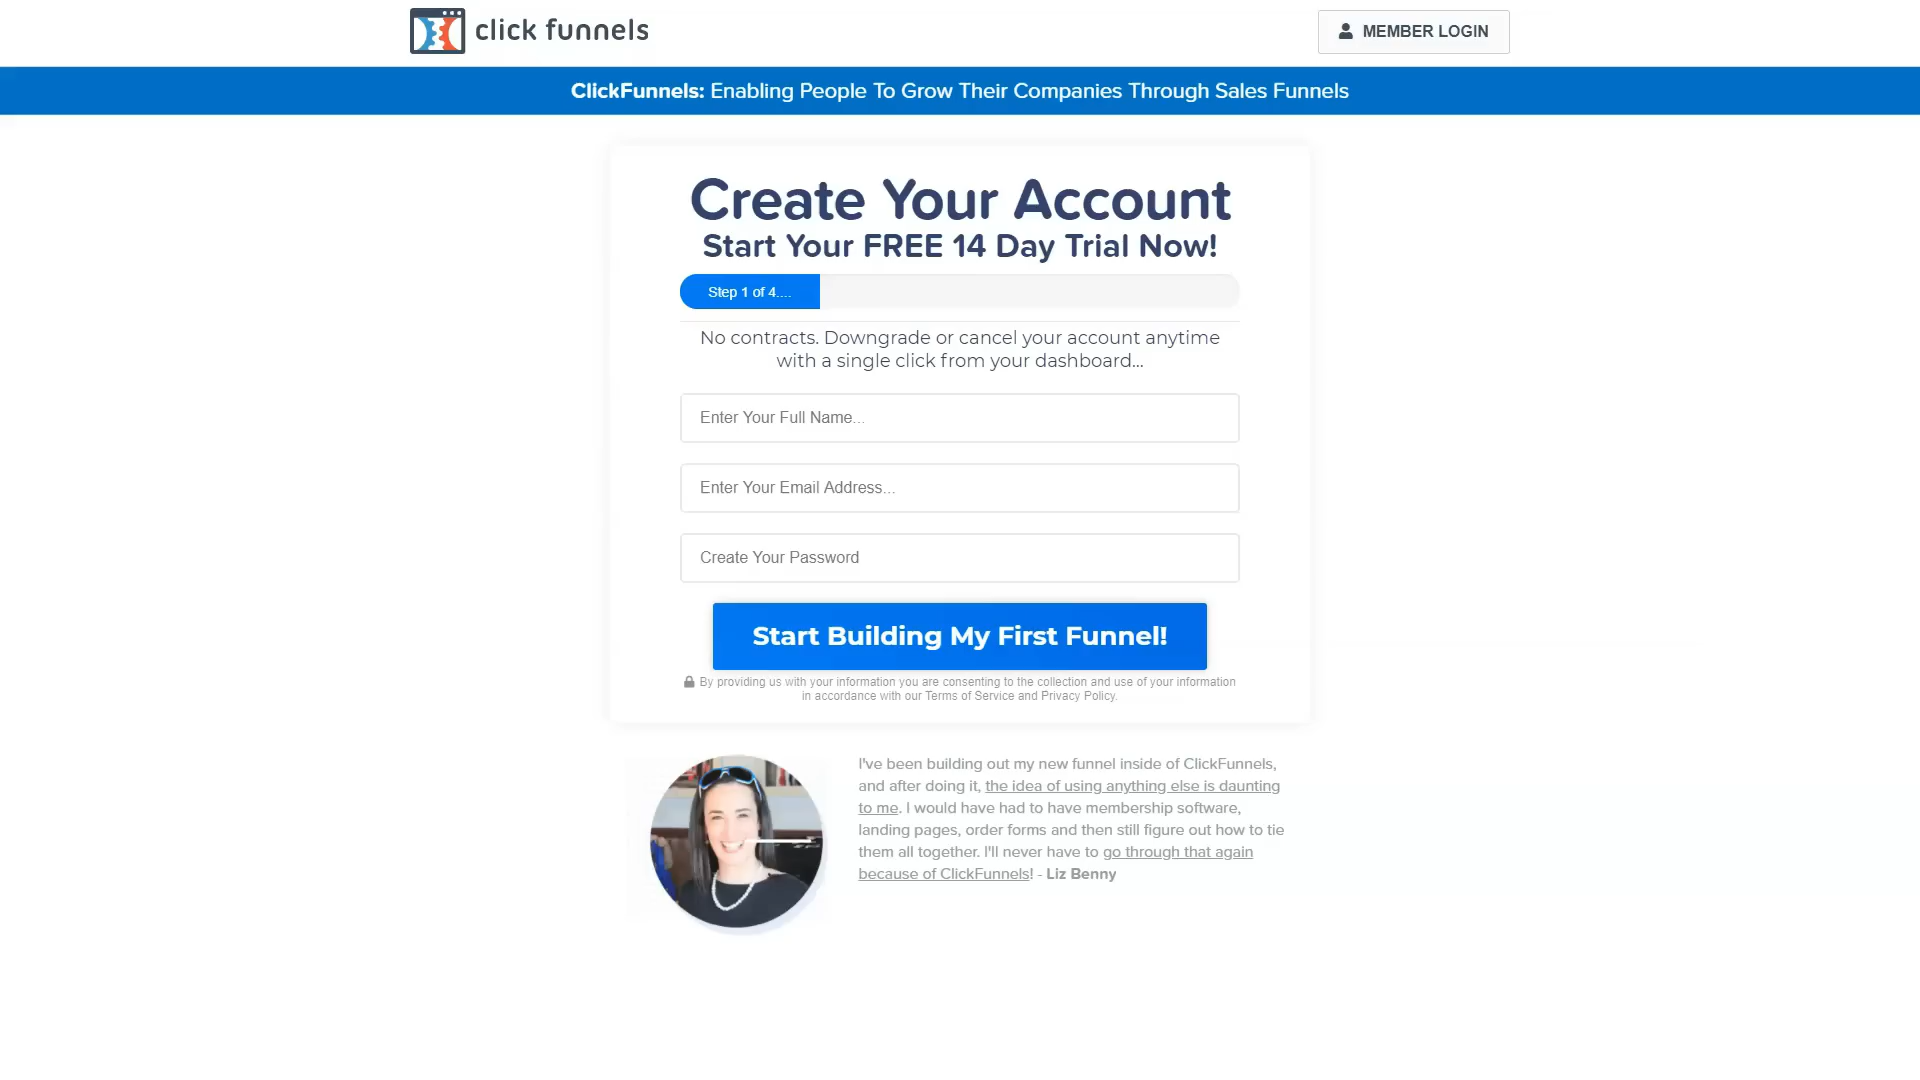 click funnels
MEMBER LOGIN
ClickFunnels: Enabling People To Grow Their Companies Through Sales Funnels
Create Your Account
Start Your FREE 14 Day Trial Now!
Step 1 of 4....
No contracts. Downgrade or cancel your account anytime
with a single click from your dashboard...
Enter Your Full Name...
Enter Your Email Address...
Create Your Password
Start Building My First Funnel!
By providing us with your information you are consenting to the collection and use of your information
in accordance with our Terms of Service and Privacy Policy.
I've been building out my new funnel inside of ClickFunnels,
and after doing it, the idea of using anything else is daunting
to me. I would have had to have membership software,
landing pages, order forms and then still figure out how to tie
them all together. I'll never have to go through that again
because of ClickFunnels! - Liz Benny